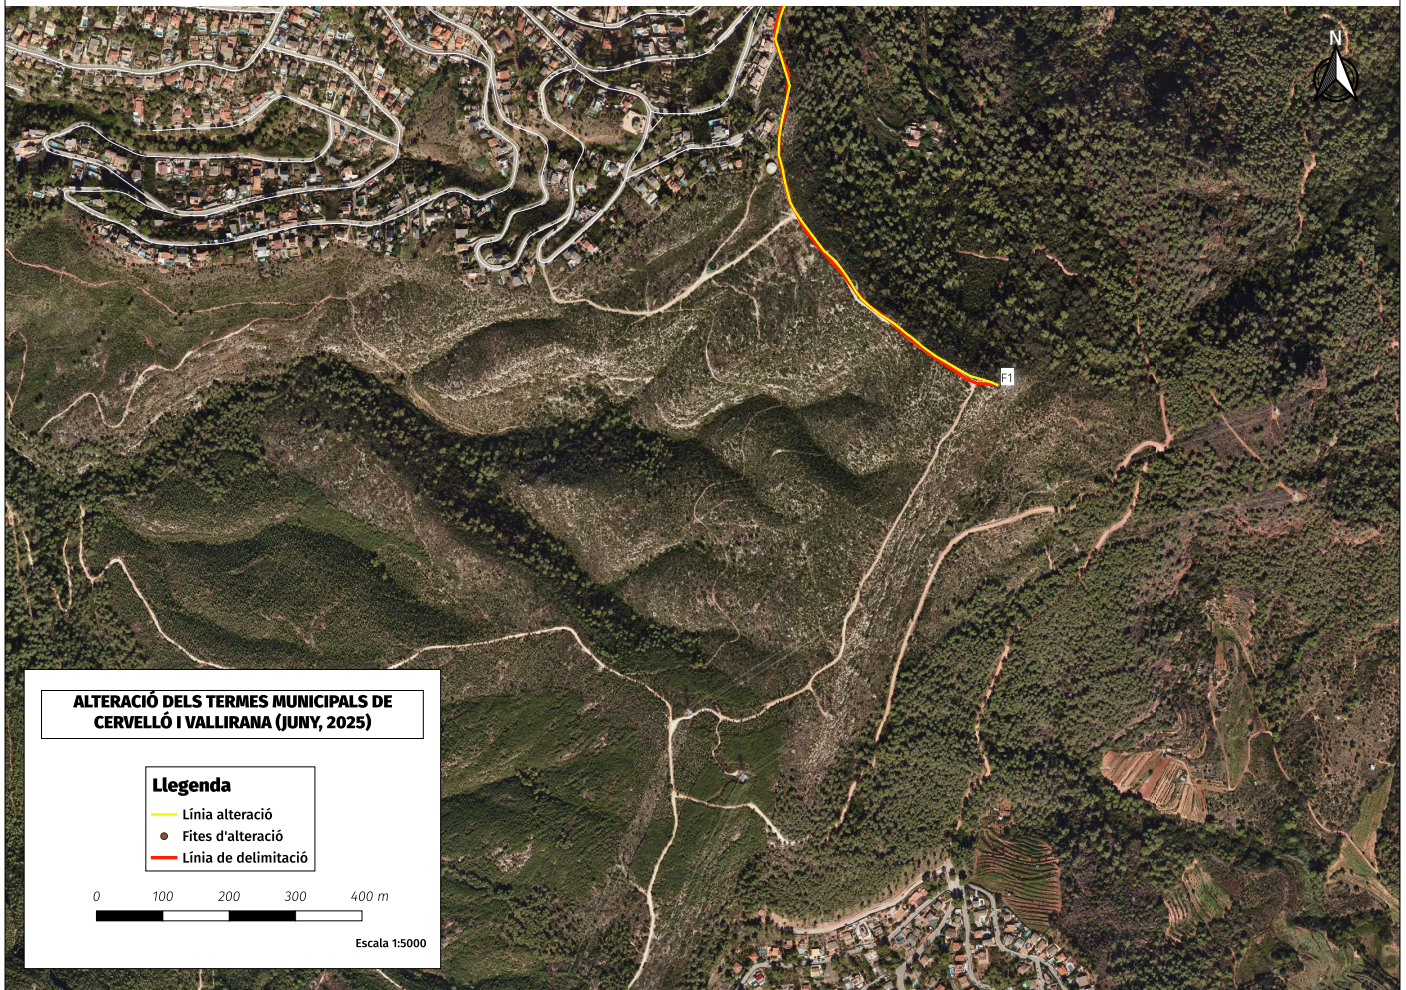 N
F1
ALTERACIÓ DELS TERMES MUNICIPALS DE
CERVELLÓ I VALLIRANA (JUNY, 2025)
Llegenda
Línia alteració
Fites d'alteració
Línia de delimitació
0 100 200 300 400 m
Escala 1:5000